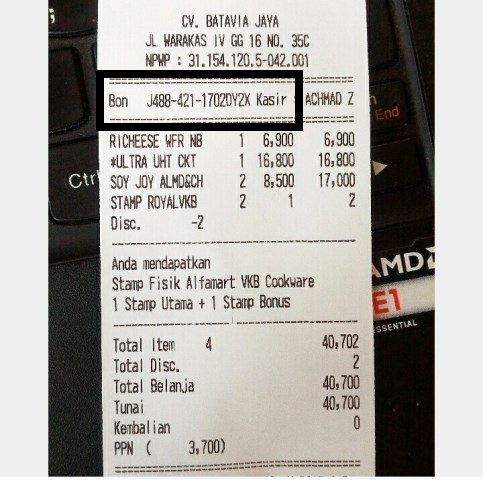 CV. BATAVIA JAYA
JL WARAKAS IV GG 16 NO. 35C
NPWP : 31.154.120.5-042.001
Bon J488-421-1702DY2X Kasir : ACHMAD Z
RICHEESE WFR NB 1 6,900 6,900
*ULTRA UHT CKT 1 16,800 16,800
SOY JOY ALMD&CH 2 8,500 17,000
STAMP ROYALVKB 2 1 2
Disc. -2
Anda mendapatkan
Stamp Fisik Alfamart VKB Cookware
1 Stamp Utama + 1 Stamp Bonus
Total Item 4 40,702
Total Disc. 2
Total Belanja 40,700
Tunai 40,700
Kembalian 0
PPN ( 3,700)
Ctrl
End
AMD
E1
ESSENTIAL